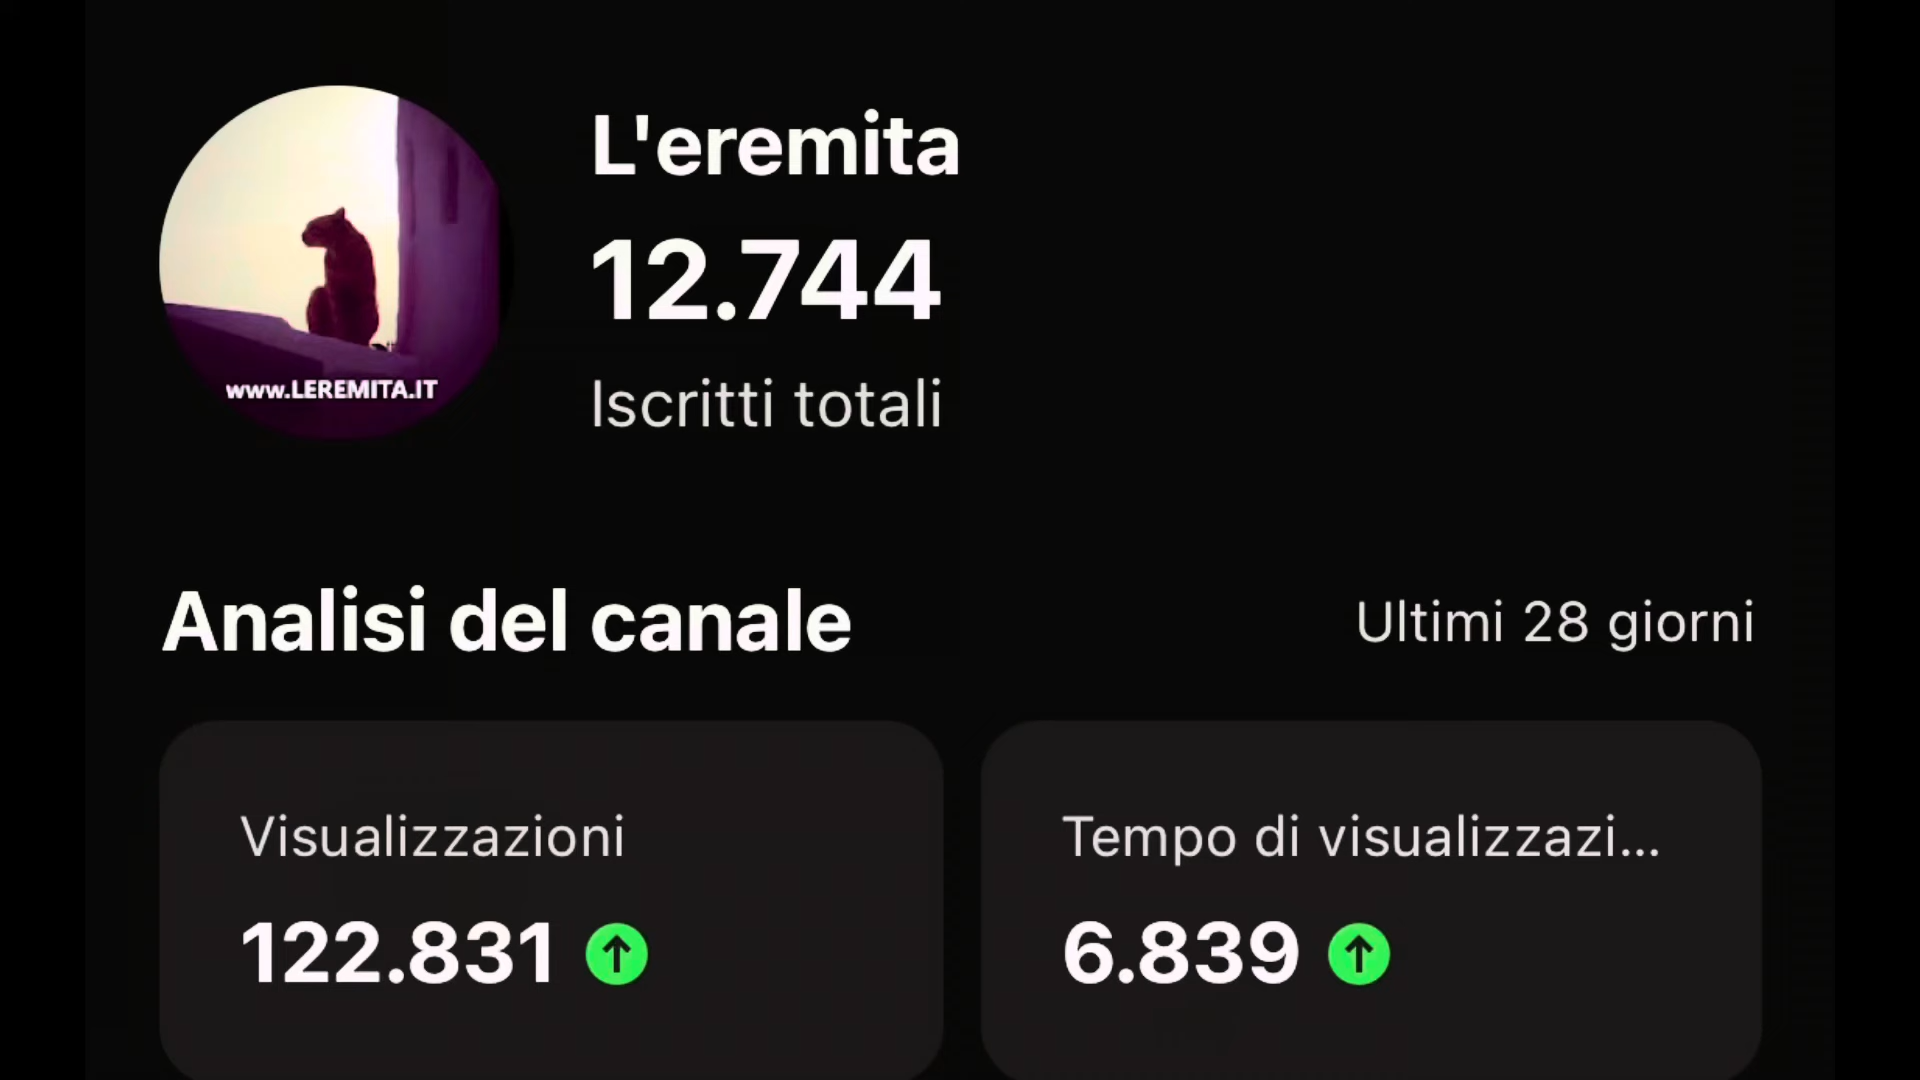 L'eremita
12.744
Iscritti totali
www.LEREMITA.IT
Analisi del canale
Ultimi 28 giorni
Visualizzazioni
122.831
Tempo di visualizzazi...
6.839